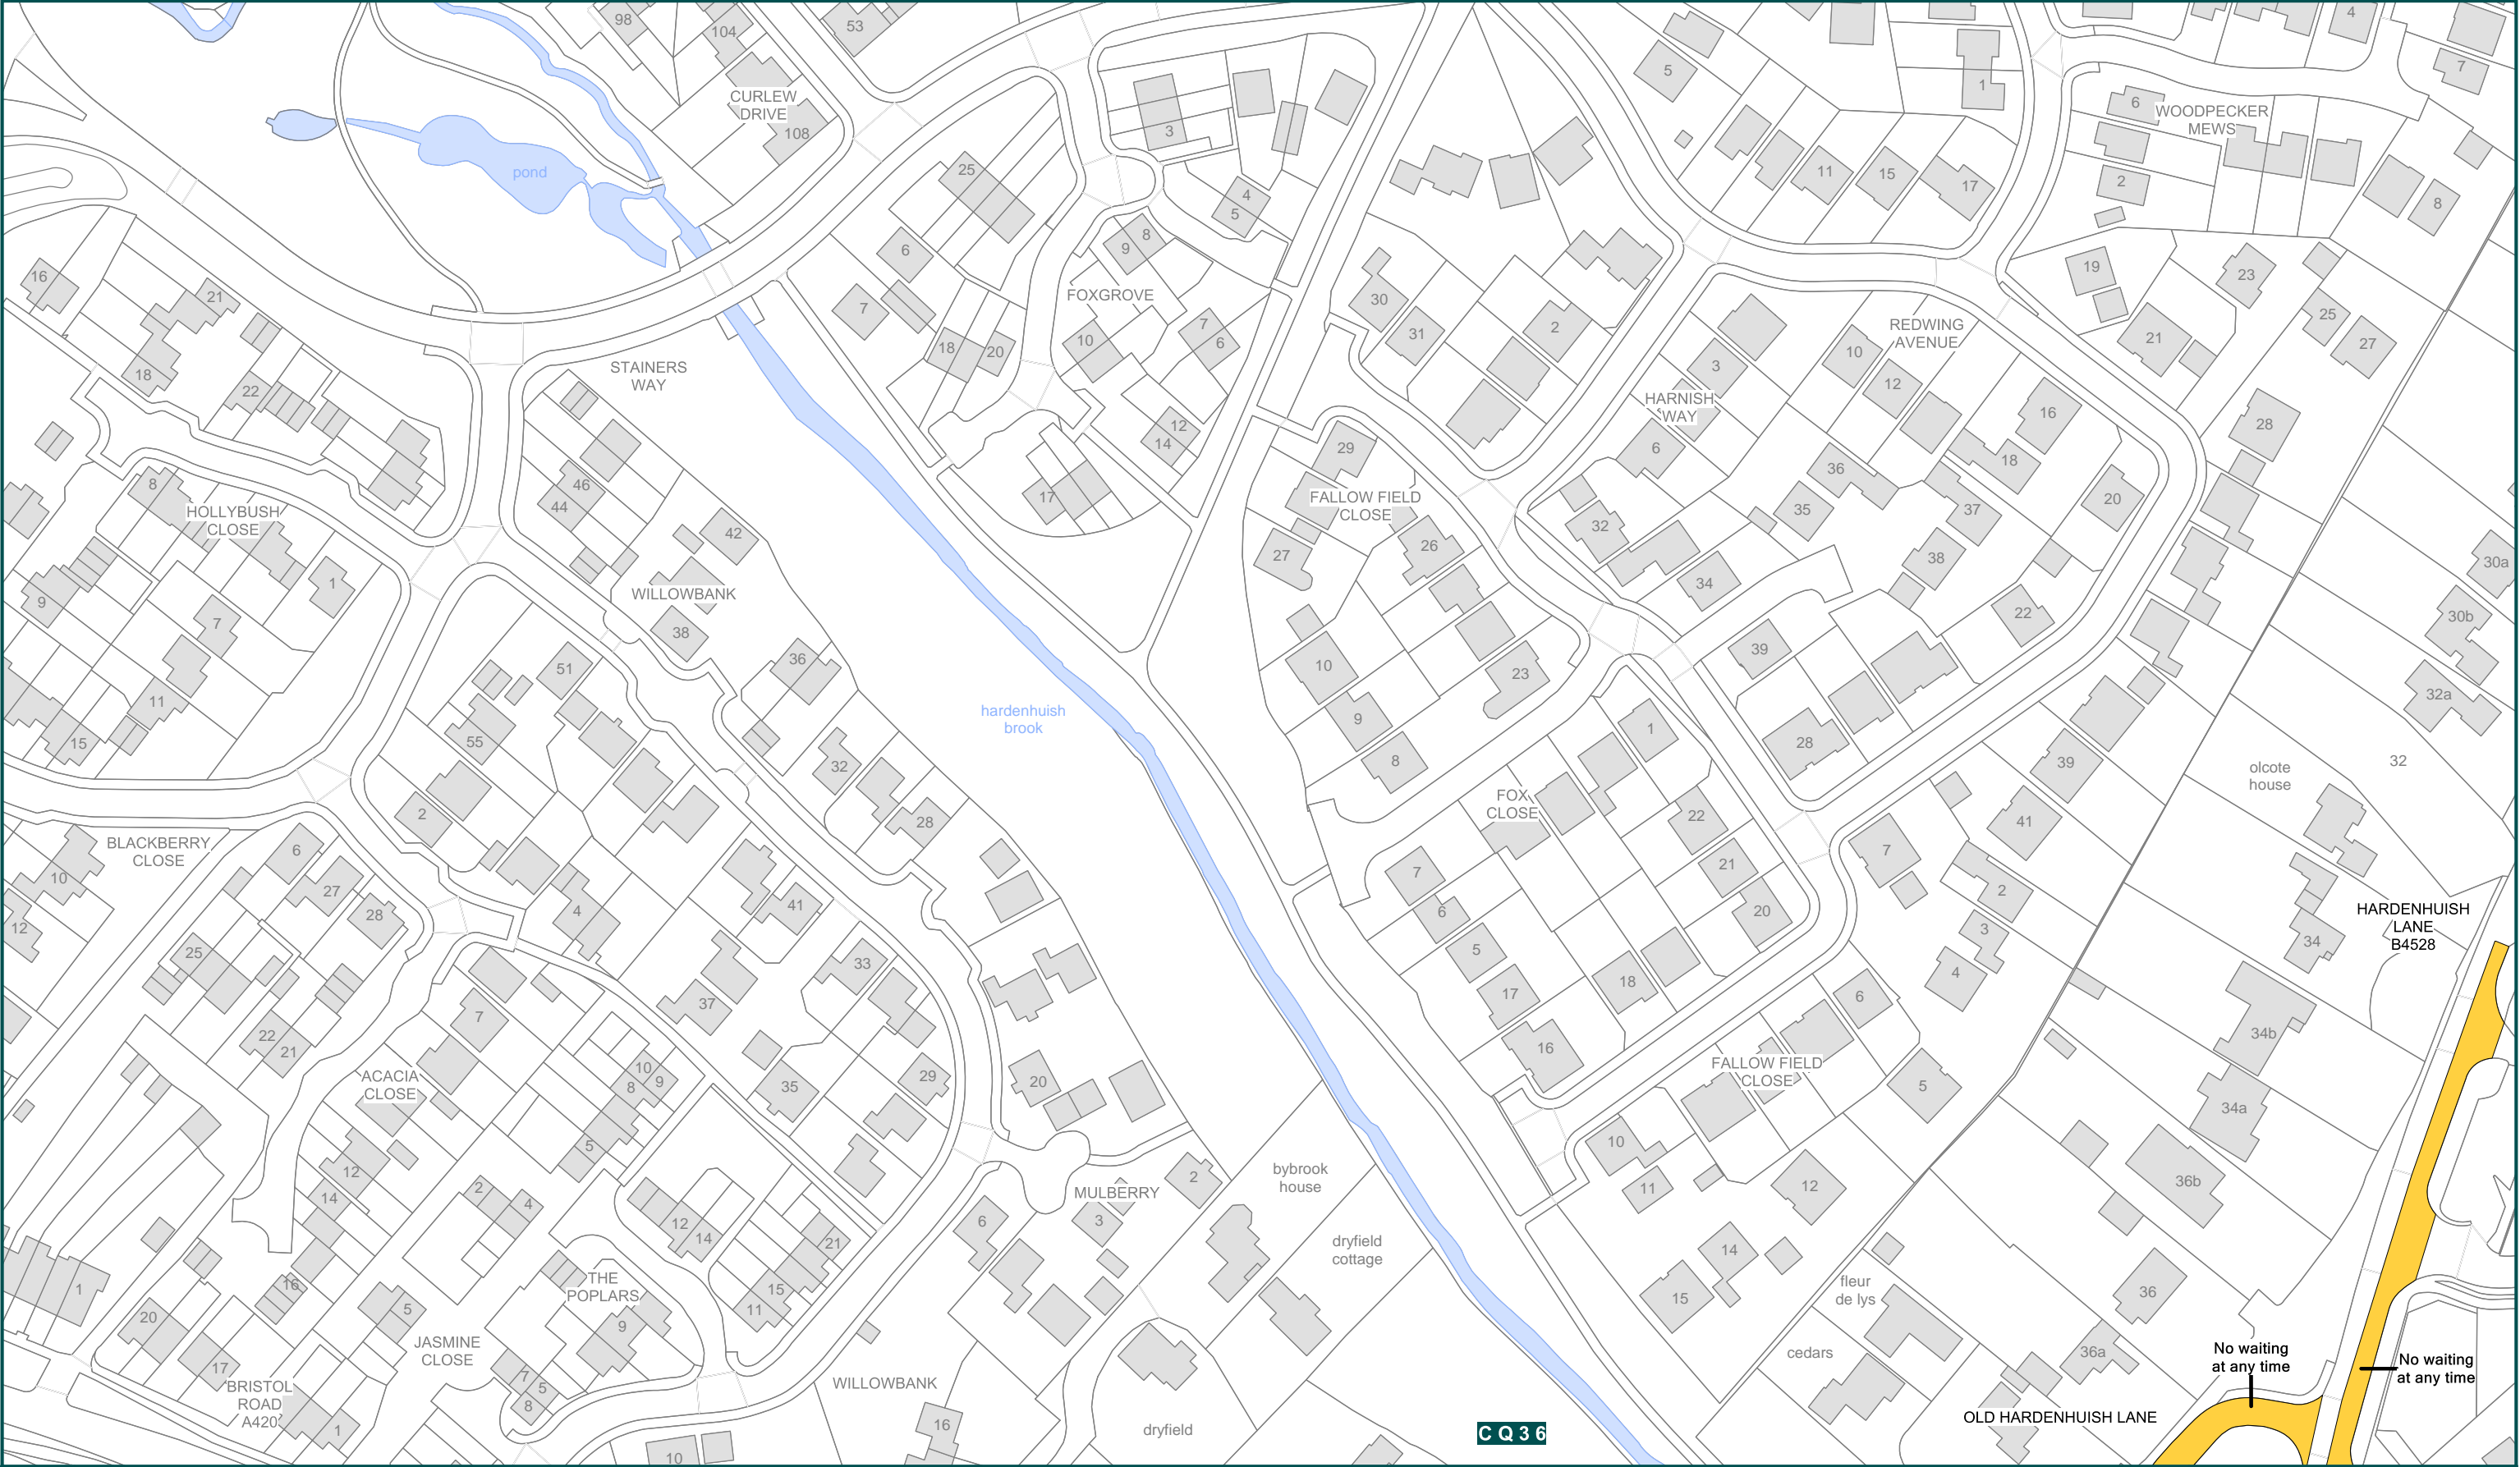 98
104
53
CURLEW
DRIVE
108
5
1
4
7
6
WOODPECKER
MEWS
3
pond
25
11
15
17
2
4
5
8
8
9
16
21
6
7
FOXGROVE
30
19
23
18
20
10
7
6
31
2
REDWING
AVENUE
10
21
25
27
18
22
STAINERS
WAY
3
12
HARNISH
WAY
16
28
12
14
29
6
18
36
8
46
44
17
FALLOW FIELD
CLOSE
35
37
20
HOLLYBUSH
CLOSE
42
26
32
27
38
30a
1
9
WILLOWBANK
34
7
38
22
30b
36
51
10
39
23
32a
11
15
55
hardenhuish
brook
9
1
28
32
8
39
olcote
house
2
32
28
FOX
CLOSE
22
41
BLACKBERRY
CLOSE
6
7
21
7
10
27
2
28
4
41
6
20
HARDENHUISH
LANE
B4528
12
3
34
25
5
33
4
18
17
6
37
7
34b
22
21
16
ACACIA
CLOSE
10
9
8
29
20
35
FALLOW FIELD
CLOSE
5
34a
5
10
12
2
bybrook
house
11
12
36b
14
2
4
12
14
MULBERRY
3
6
21
dryfield
cottage
14
1
16
THE
POPLARS
15
11
15
fleur
de lys
36
20
5
9
JASMINE
CLOSE
cedars
36a
No waiting
at any time
No waiting
at any time
17
7
5
8
BRISTOL
ROAD
A420
1
WILLOWBANK
16
dryfield
CQ36
OLD HARDENHUISH LANE
10